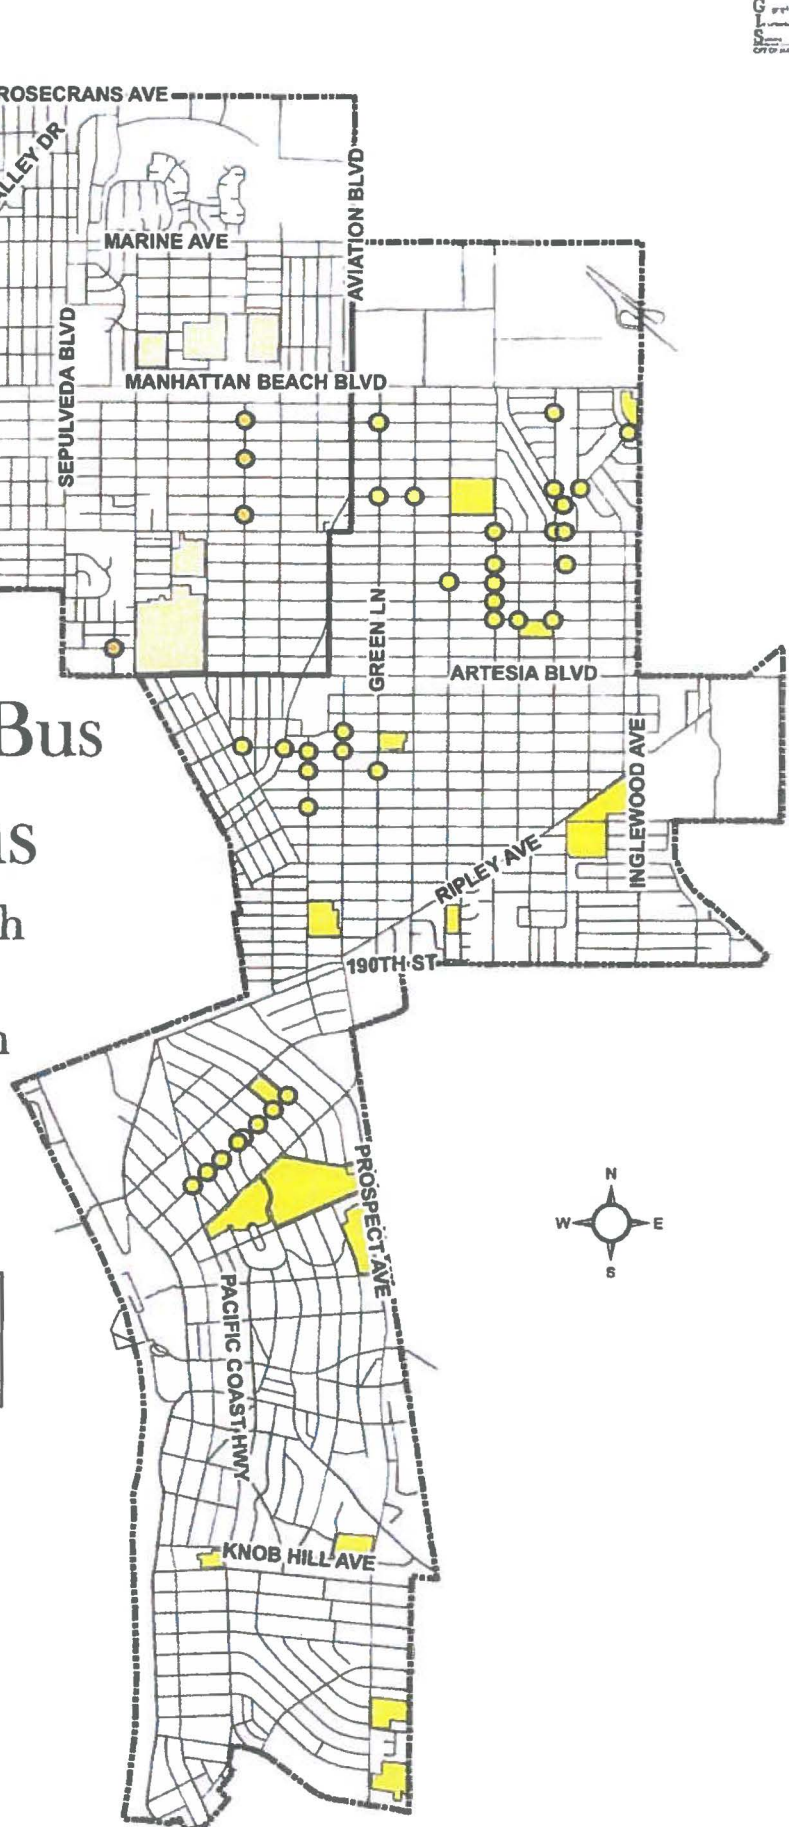 G
I
S
ROSECRANS AVE
ALLEY DR
AVIATION BLVD
MARINE AVE
SEPULVEDA BLVD
MANHATTAN BEACH BLVD
GREEN LN
ARTESIA BLVD
Bus
INGLEWOOD AVE
RIPLEY AVE
h
190TH ST
N
W E
S
PROSPECT AVE
PACIFIC COAST HWY
KNOB HILL AVE